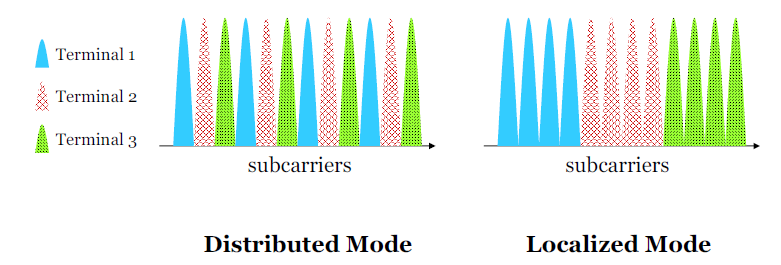 Terminal 1
Terminal 2
Terminal 3
subcarriers
subcarriers
Distributed Mode
Localized Mode